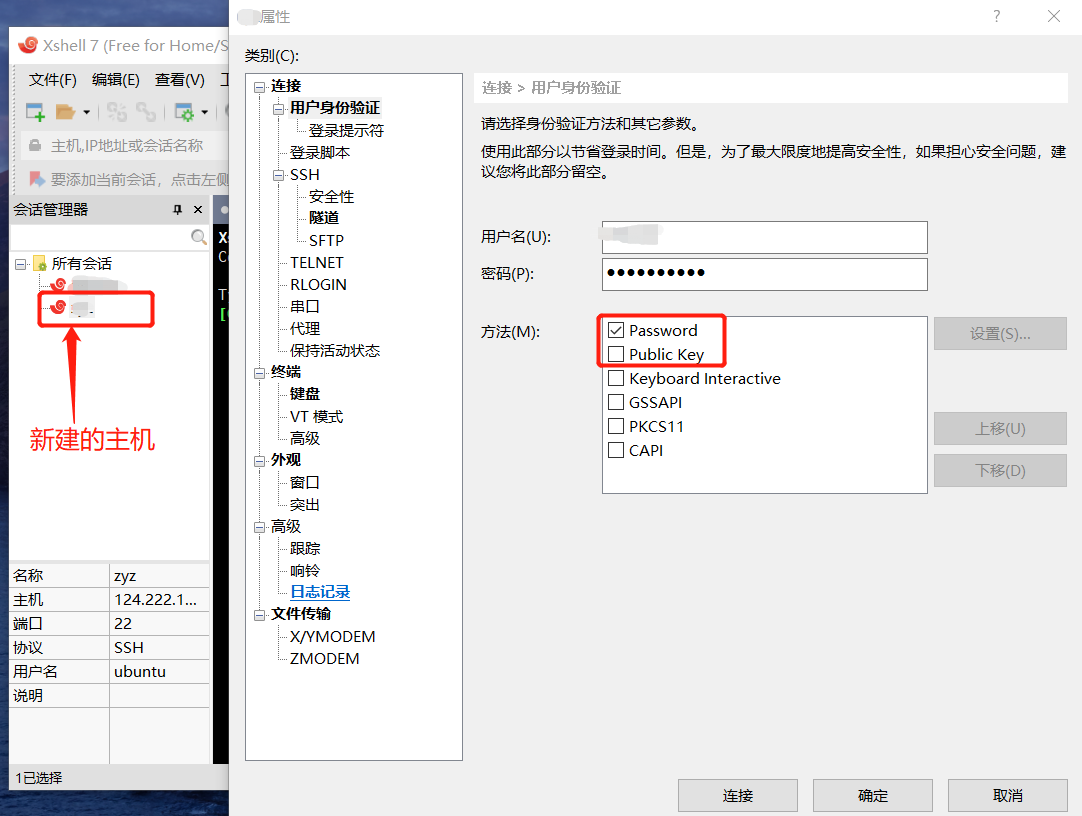 Xshell 7 (Free for Home/S
文件(F) 编辑(E) 查看(V) 工
主机,IP地址或会话名称
要添加当前会话，点击左侧
会话管理器
所有会话
新建的主机
名称 zyz
主机 124.222.1...
端口 22
协议 SSH
用户名 ubuntu
说明
1已选择
属性
类别(C):
连接
用户身份验证
登录提示符
登录脚本
SSH
安全性
隧道
SFTP
TELNET
RLOGIN
串口
代理
保持活动状态
终端
键盘
VT 模式
高级
外观
窗口
突出
高级
跟踪
响铃
日志记录
文件传输
X/YMODEM
ZMODEM
连接 > 用户身份验证
请选择身份验证方法和其它参数。
使用此部分以节省登录时间。但是，为了最大限度地提高安全性，如果担心安全问题，建
议您将此部分留空。
用户名(U):
密码(P):
方法(M):
Password
Public Key
Keyboard Interactive
GSSAPI
PKCS11
CAPI
设置(S)...
上移(U)
下移(D)
连接 确定 取消